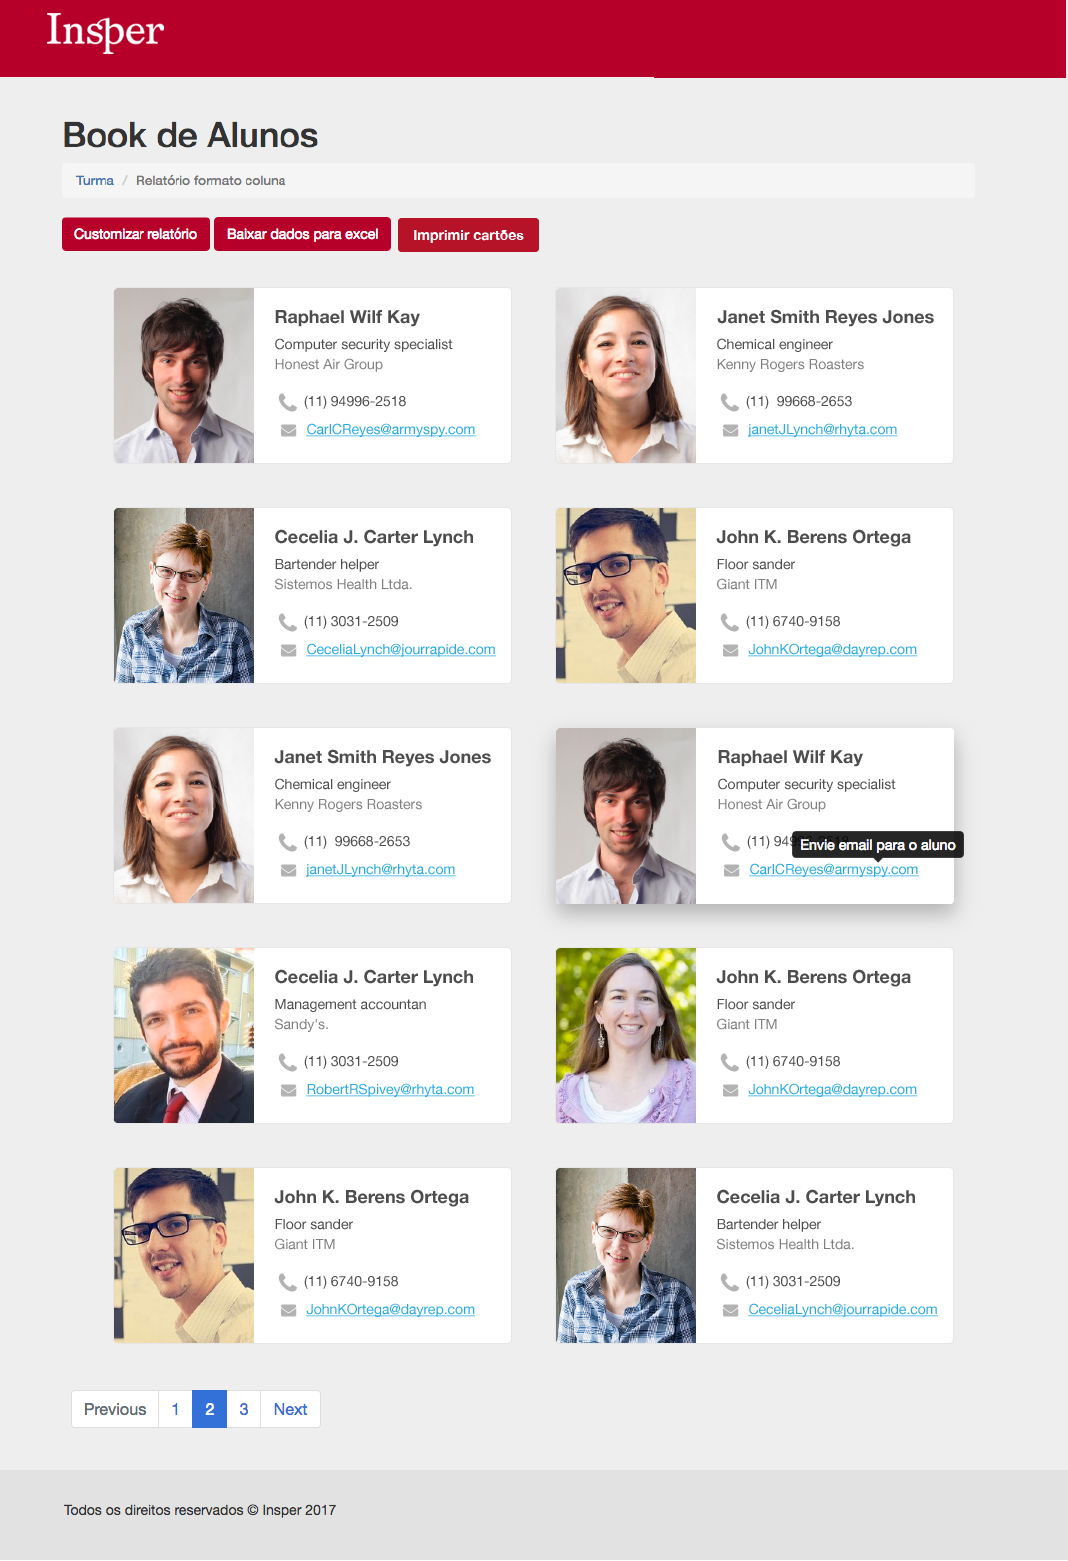 Insper
Book de Alunos
Turma / Relatório formato coluna
Customizar relatório
Baixar dados para excel
Imprimir cartões
Raphael Wilf Kay
Computer security specialist
Honest Air Group
(11) 94996-2518
CarlCReyes@armyspy.com
Janet Smith Reyes Jones
Chemical engineer
Kenny Rogers Roasters
(11) 99668-2653
janetJLynch@rhyta.com
Cecelia J. Carter Lynch
Bartender helper
Sistemos Health Ltda.
(11) 3031-2509
CeceliaLynch@jourrapide.com
John K. Berens Ortega
Floor sander
Giant ITM
(11) 6740-9158
JohnKOrtega@dayrep.com
Janet Smith Reyes Jones
Chemical engineer
Kenny Rogers Roasters
(11) 99668-2653
janetJLynch@rhyta.com
Raphael Wilf Kay
Computer security specialist
Honest Air Group
(11)
Envie email para o aluno
CarlCReyes@armyspy.com
Cecelia J. Carter Lynch
Management accountan
Sandy's.
(11) 3031-2509
RobertRSpivey@rhyta.com
John K. Berens Ortega
Floor sander
Giant ITM
(11) 6740-9158
JohnKOrtega@dayrep.com
John K. Berens Ortega
Floor sander
Giant ITM
(11) 6740-9158
JohnKOrtega@dayrep.com
Cecelia J. Carter Lynch
Bartender helper
Sistemos Health Ltda.
(11) 3031-2509
CeceliaLynch@jourrapide.com
Previous 1 2 3 Next
Todos os direitos reservados © Insper 2017